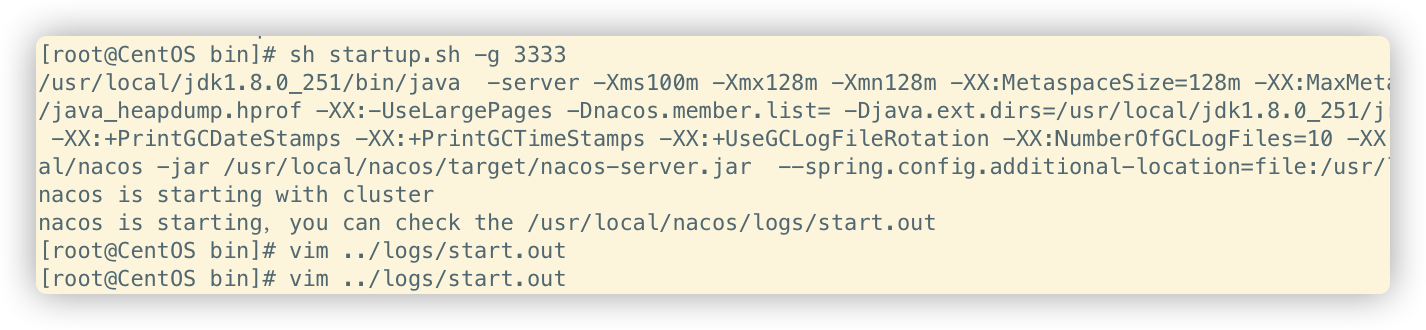 [root@CentOS bin]# sh startup.sh -g 3333
/usr/local/jdk1.8.0_251/bin/java  -server -Xms100m -Xmx128m -Xmn128m -XX:MetaspaceSize=128m -XX:MaxMeta
/java_heapdump.hprof -XX:-UseLargePages -Dnacos.member.list= -Djava.ext.dirs=/usr/local/jdk1.8.0_251/j
 -XX:+PrintGCDateStamps -XX:+PrintGCTimeStamps -XX:+UseGCLogFileRotation -XX:NumberOfGCLogFiles=10 -XX
al/nacos -jar /usr/local/nacos/target/nacos-server.jar  --spring.config.additional-location=file:/usr/
nacos is starting with cluster
nacos is starting, you can check the /usr/local/nacos/logs/start.out
[root@CentOS bin]# vim ../logs/start.out
[root@CentOS bin]# vim ../logs/start.out